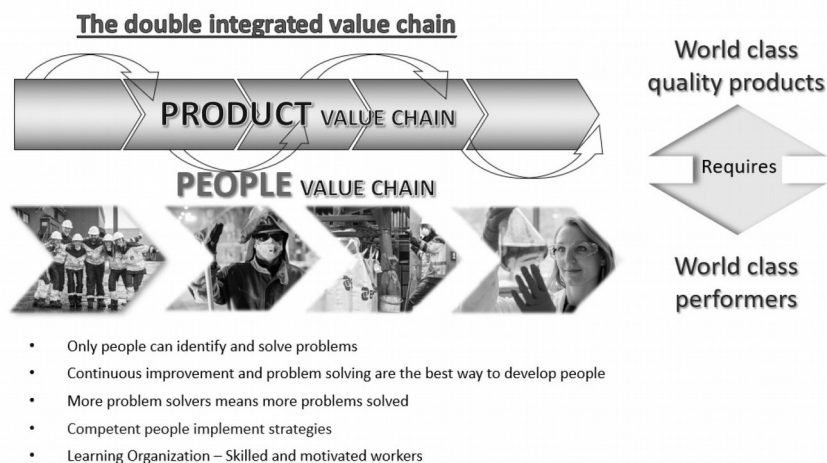 The double integrated value chain
PRODUCT VALUE CHAIN
PEOPLE VALUE CHAIN
World class
quality products
Requires
World class
performers
• Only people can identify and solve problems
• Continuous improvement and problem solving are the best way to develop people
• More problem solvers means more problems solved
• Competent people implement strategies
• Learning Organization – Skilled and motivated workers